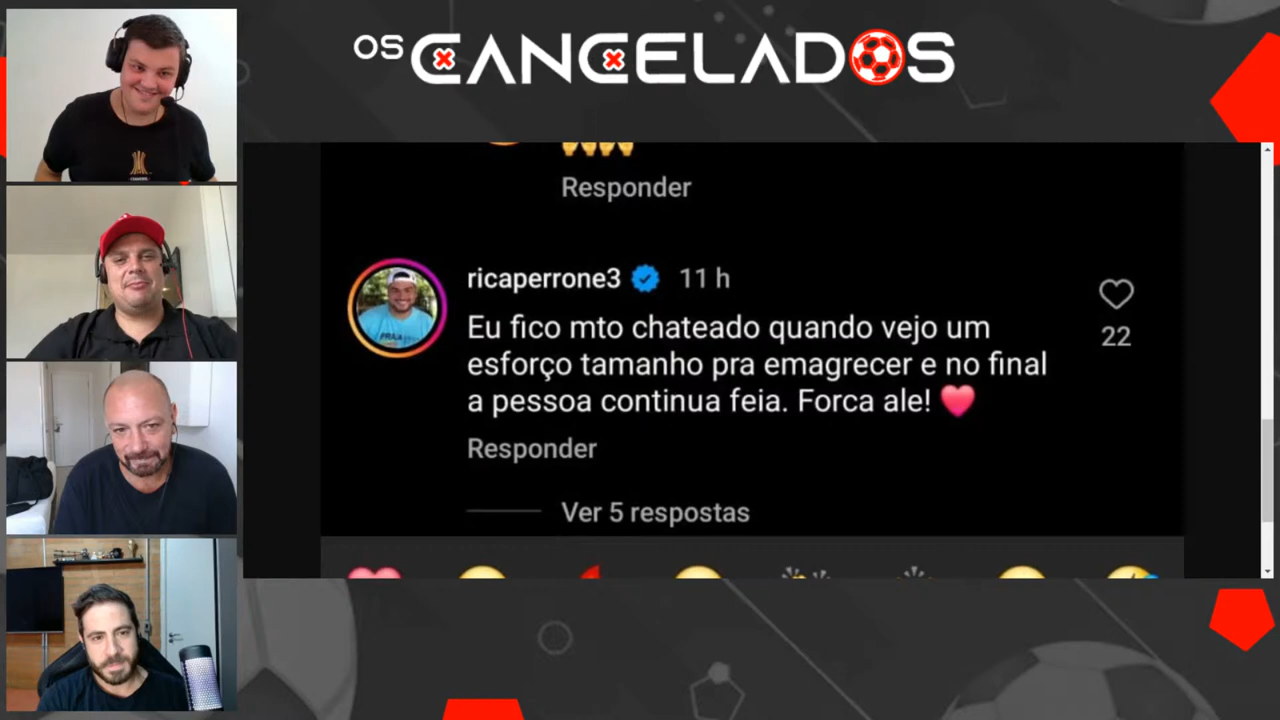 OS CANCELADOS
Responder
ricaperrone3 11 h
Eu fico mto chateado quando vejo um
esforço tamanho pra emagrecer e no final
a pessoa continua feia. Forca ale! ❤️
22
Responder
Ver 5 respostas